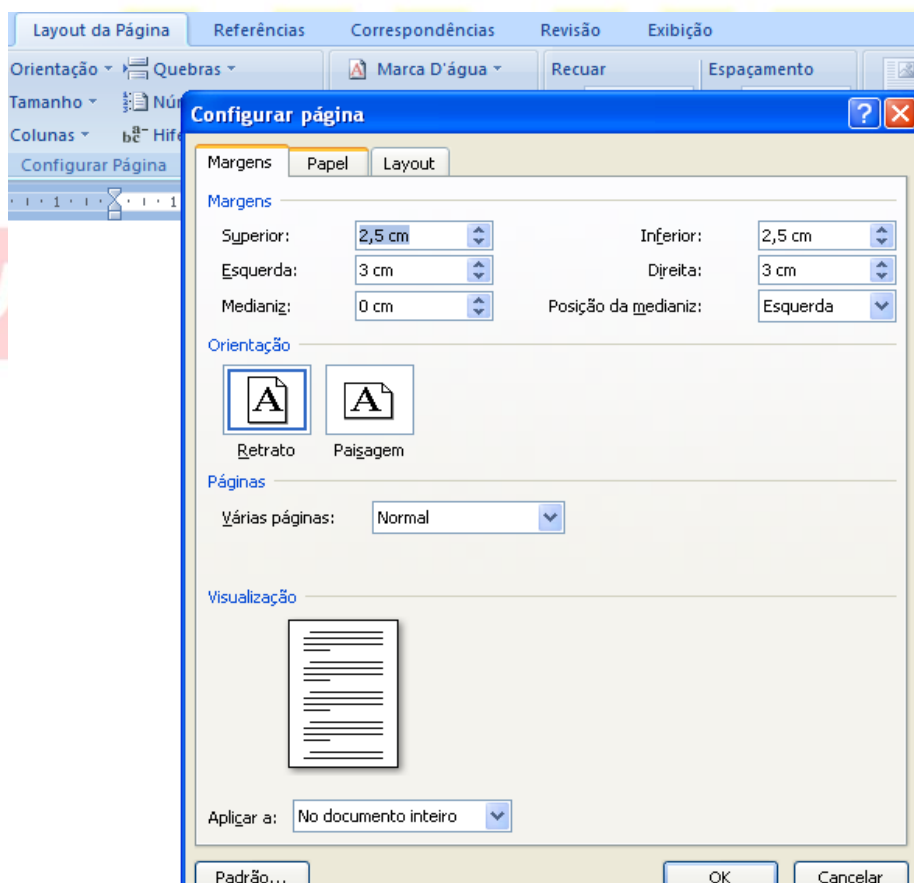 Layout da Página Referências Correspondências Revisão Exibição
Orientação Quebras Marca D'água Recuar Espaçamento
Tamanho
Colunas
Configurar Página
1 1
Configurar página
Margens Papel Layout
Margens
Superior: 2,5 cm Inferior: 2,5 cm
Esquerda: 3 cm Direita: 3 cm
Medianiz: 0 cm Posição da medianiz: Esquerda
Orientação
A A
Retrato Paisagem
Páginas
Várias páginas: Normal
Visualização
Aplicar a: No documento inteiro
Padrão... OK Cancelar